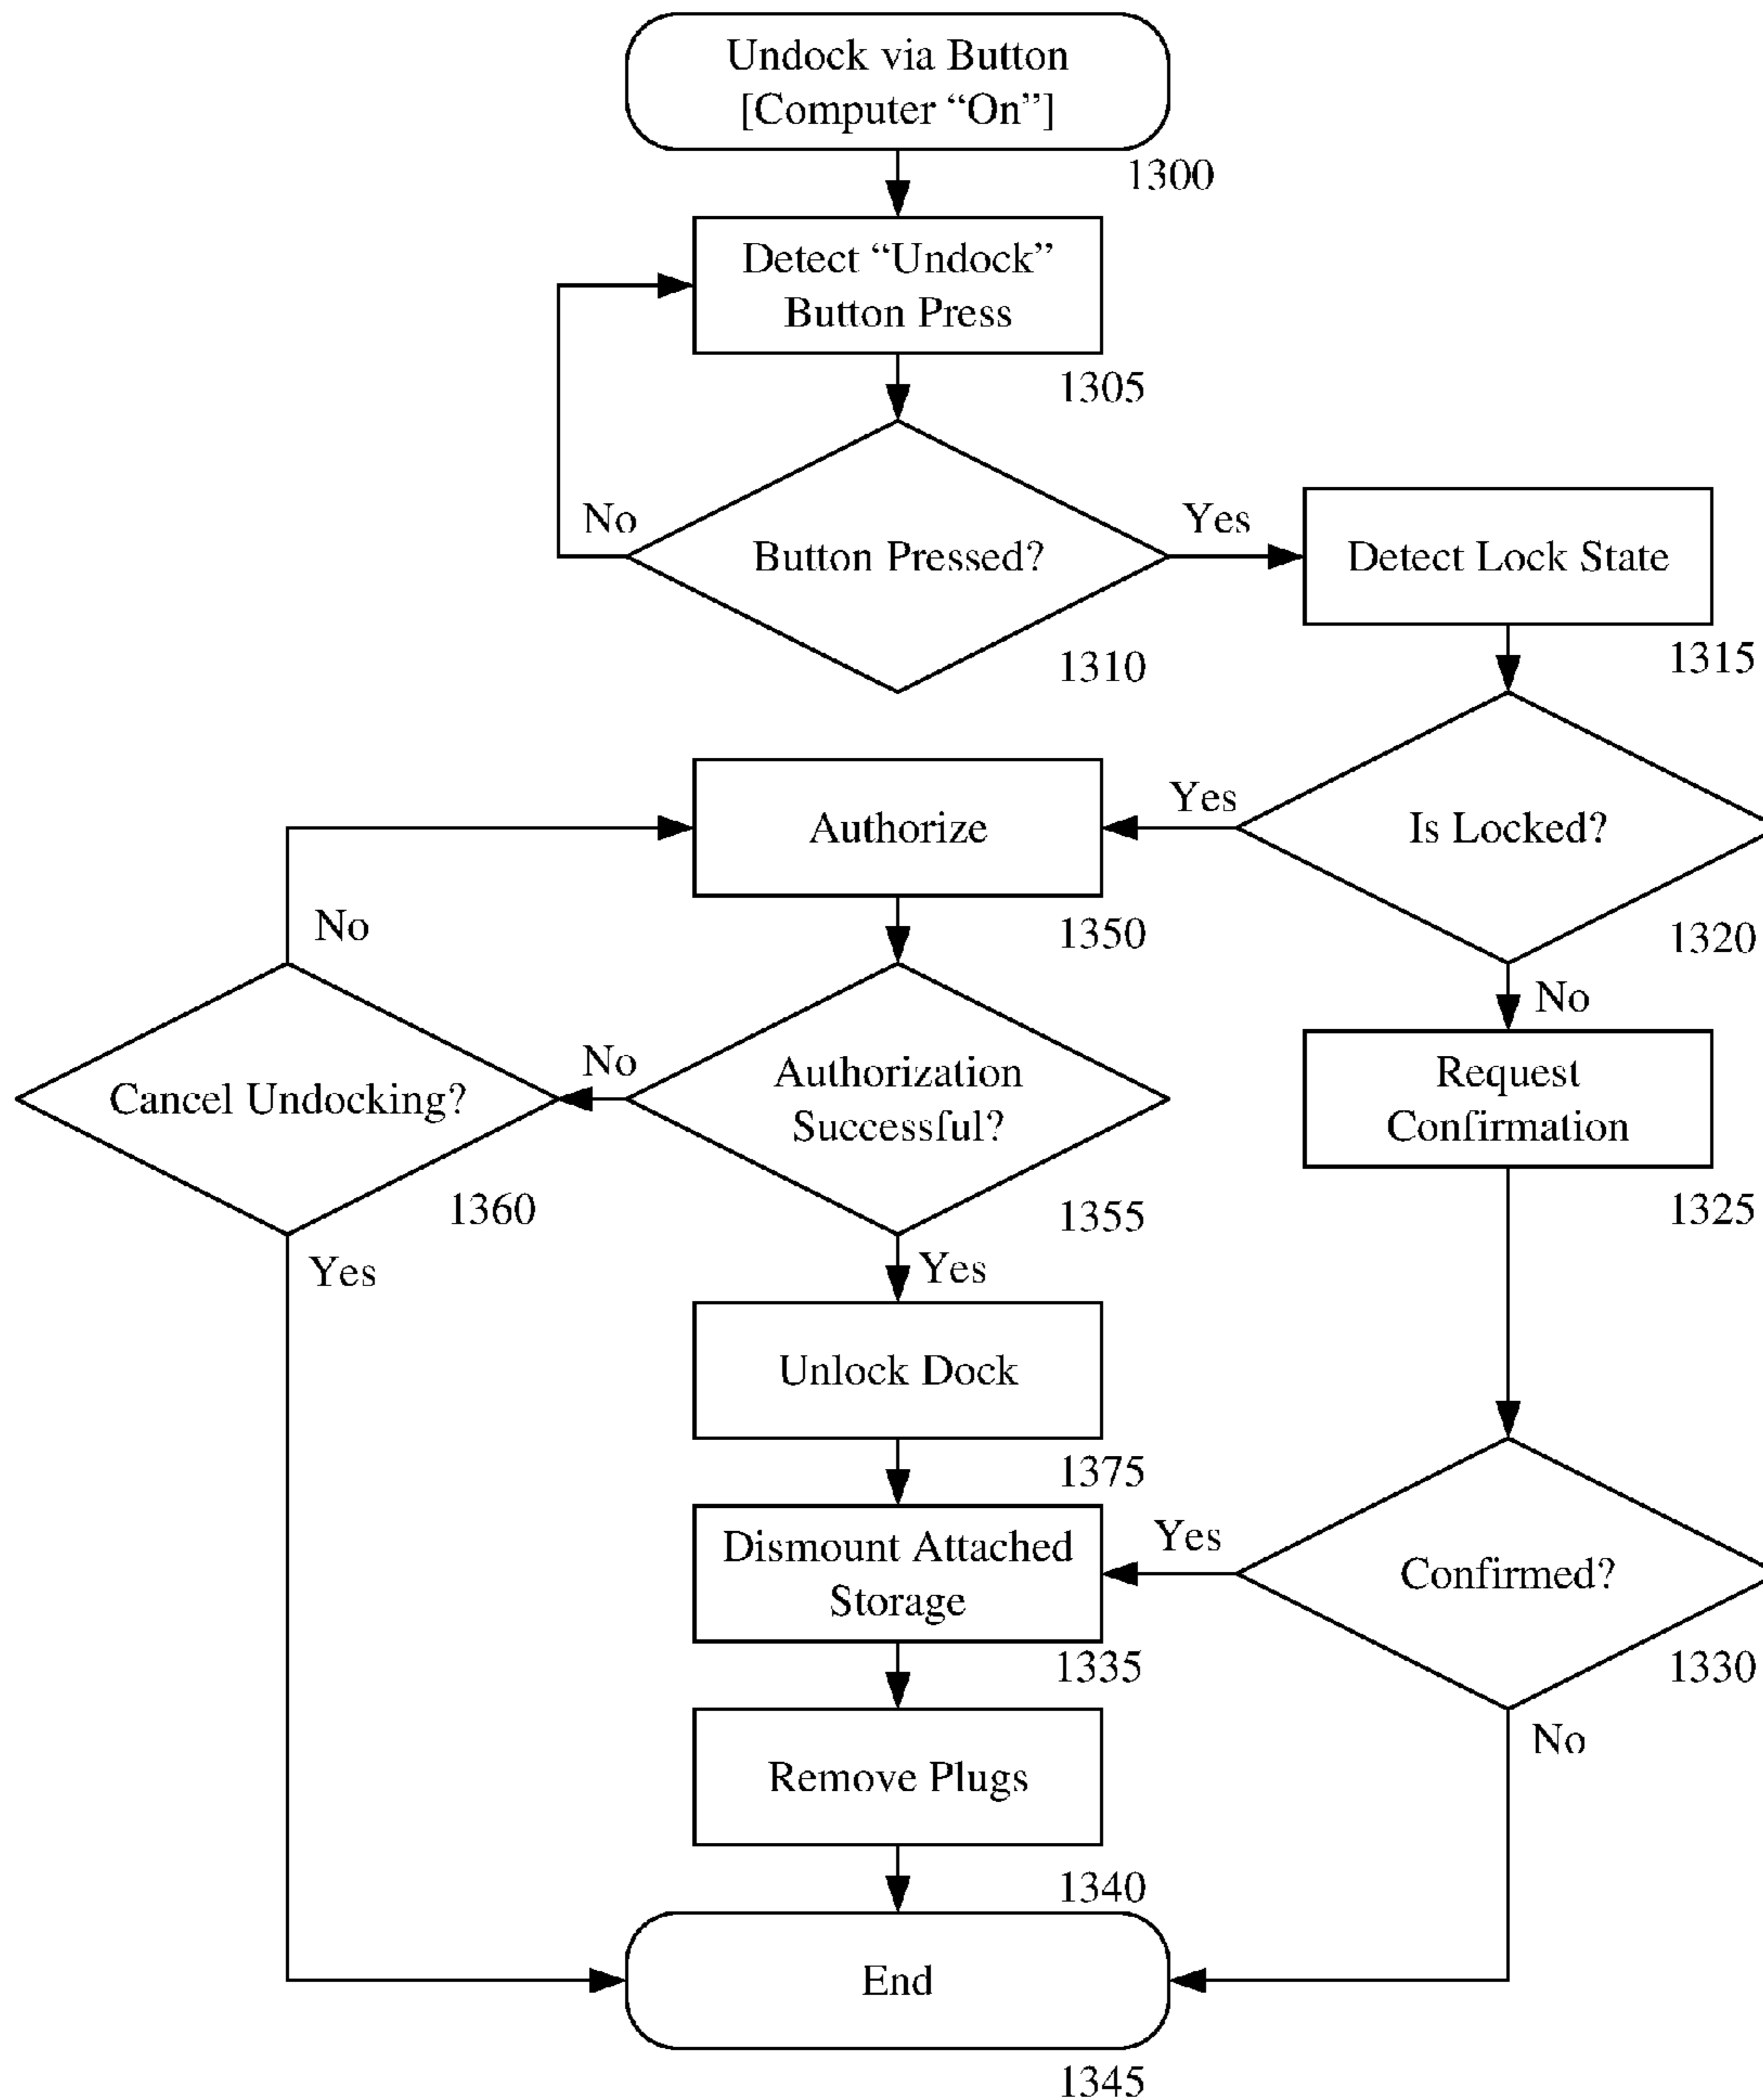 Undock via Button
[Computer “On”]
1300
Detect “Undock”
Button Press
1305
No
Button Pressed?
Yes
1310
Detect Lock State
1315
Is Locked?
Yes
1320
No
Authorize
1350
No
Cancel Undocking?
1360
Yes
No
Authorization
Successful?
1355
Yes
Request
Confirmation
1325
Unlock Dock
1375
Dismount Attached
Storage
1335
Yes
Confirmed?
1330
No
Remove Plugs
1340
End
1345